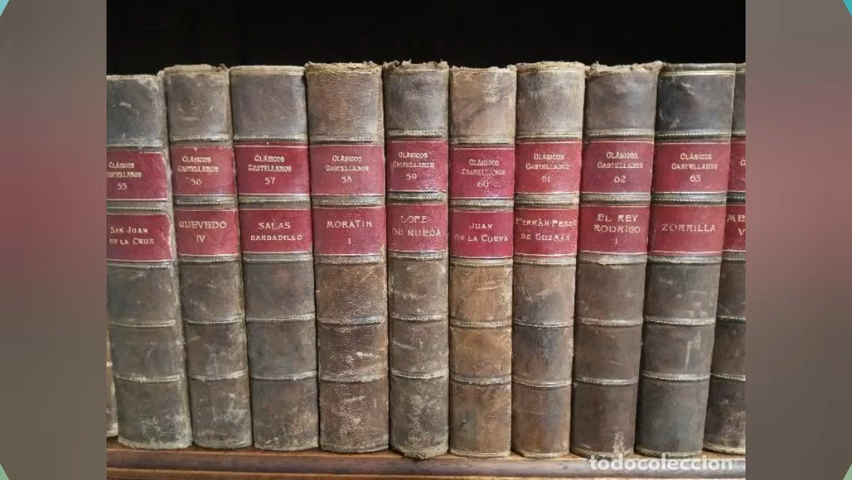 CLÁSICOS
CASTELLANOS
55
SAN JUAN
DE LA CRUZ
CLÁSICOS
CASTELLANOS
56
QUEVEDO
IV
CLÁSICOS
CASTELLANOS
57
SALAS
BARBADILLO
CLÁSICOS
CASTELLANOS
58
MORATIN
I
CLÁSICOS
CASTELLANOS
59
LOPE
DE RUEDA
CLÁSICOS
CASTELLANOS
60
JUAN
DE LA CUEVA
CLÁSICOS
CASTELLANOS
61
FERNÁN PEREZ
DE GUZMÁN
CLÁSICOS
CASTELLANOS
62
EL REY
RODRIGO
I
CLÁSICOS
CASTELLANOS
63
ZORRILLA
todocoleccion